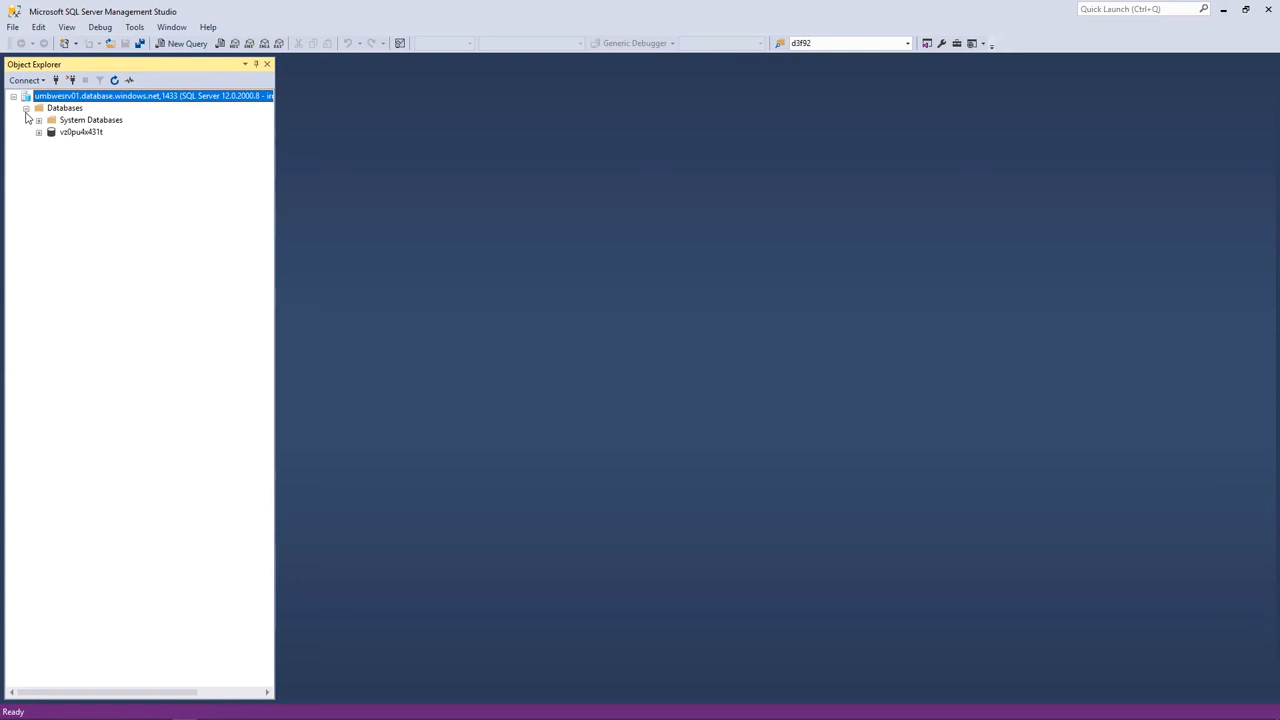 Microsoft SQL Server Management Studio
Quick Launch (Ctrl+Q)
File Edit View Debug Tools Window Help
New Query
Generic Debugger
d3f92
Object Explorer
Connect
umbwesrv01.database.windows.net,1433 (SQL Server 12.0.2000.8 -
Databases
System Databases
vz0pu4x431t
Ready